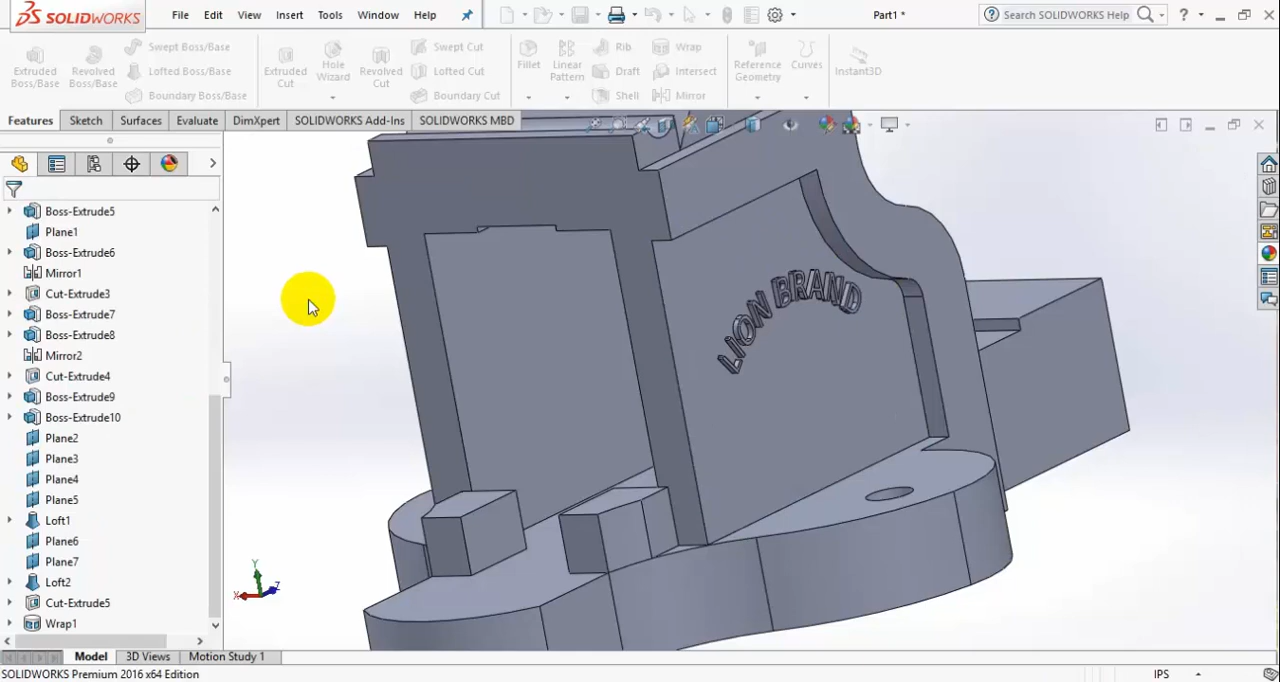 SOLIDWORKS File Edit View Insert Tools Window Help Part1 * Search SOLIDWORKS Help ?
Extruded Boss/Base Revolved Boss/Base Swept Boss/Base Lofted Boss/Base Boundary Boss/Base Extruded Cut Hole Wizard Revolved Cut Swept Cut Lofted Cut Boundary Cut Fillet Linear Pattern Rib Draft Shell Wrap Intersect Mirror Reference Geometry Curves Instant3D
Features Sketch Surfaces Evaluate DimXpert SOLIDWORKS Add-Ins SOLIDWORKS MBD
Boss-Extrude5
Plane1
Boss-Extrude6
Mirror1
Cut-Extrude3
Boss-Extrude7
Boss-Extrude8
Mirror2
Cut-Extrude4
Boss-Extrude9
Boss-Extrude10
Plane2
Plane3
Plane4
Plane5
Loft1
Plane6
Plane7
Loft2
Cut-Extrude5
Wrap1
LION BRAND
Y
X Z
Model 3D Views Motion Study 1
SOLIDWORKS Premium 2016 x64 Edition IPS